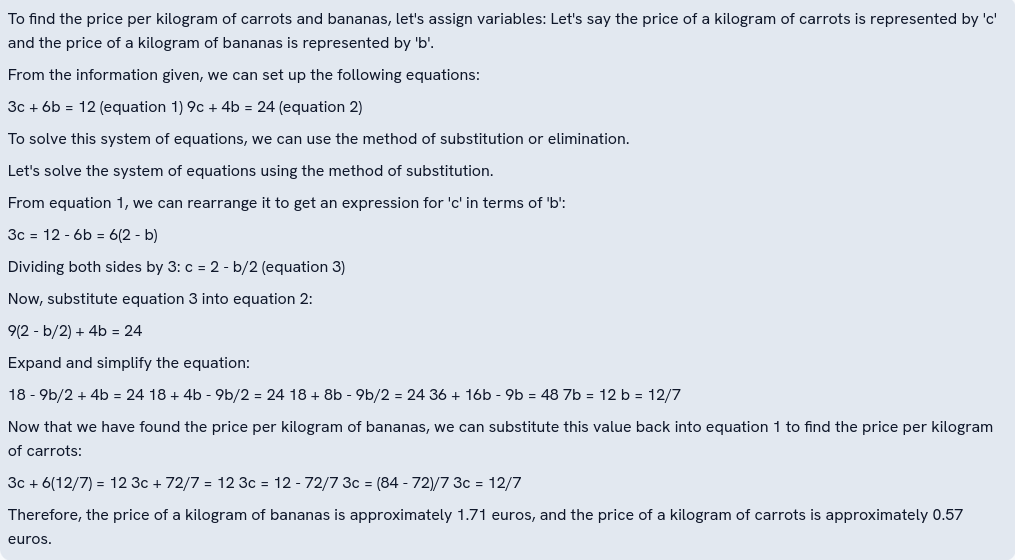 To find the price per kilogram of carrots and bananas, let's assign variables: Let's say the price of a kilogram of carrots is represented by 'c'
and the price of a kilogram of bananas is represented by 'b'.
From the information given, we can set up the following equations:
3c + 6b = 12 (equation 1) 9c + 4b = 24 (equation 2)
To solve this system of equations, we can use the method of substitution or elimination.
Let's solve the system of equations using the method of substitution.
From equation 1, we can rearrange it to get an expression for 'c' in terms of 'b':
3c = 12 - 6b = 6(2 - b)
Dividing both sides by 3: c = 2 - b/2 (equation 3)
Now, substitute equation 3 into equation 2:
9(2 - b/2) + 4b = 24
Expand and simplify the equation:
18 - 9b/2 + 4b = 24 18 + 4b - 9b/2 = 24 18 + 8b - 9b/2 = 24 36 + 16b - 9b = 48 7b = 12 b = 12/7
Now that we have found the price per kilogram of bananas, we can substitute this value back into equation 1 to find the price per kilogram
of carrots:
3c + 6(12/7) = 12 3c + 72/7 = 12 3c = 12 - 72/7 3c = (84 - 72)/7 3c = 12/7
Therefore, the price of a kilogram of bananas is approximately 1.71 euros, and the price of a kilogram of carrots is approximately 0.57
euros.